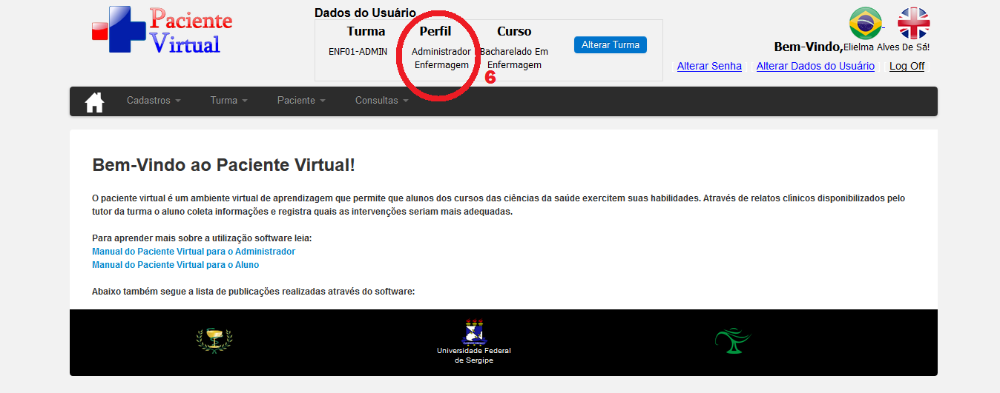 Paciente
Virtual
Dados do Usuário
Turma Perfil Curso
ENF01-ADMIN Administrador Bacharelado Em
Enfermagem Enfermagem
Alterar Turma
6
Bem-Vindo,Elielma Alves De Sá!
[ Alterar Senha ] [ Alterar Dados do Usuário ] [ Log Off ]
Cadastros Turma Paciente Consultas
Bem-Vindo ao Paciente Virtual!
O paciente virtual é um ambiente virtual de aprendizagem que permite que alunos dos cursos das ciências da saúde exercitem suas habilidades. Através de relatos clínicos disponibilizados pelo
tutor da turma o aluno coleta informações e registra quais as intervenções seriam mais adequadas.
Para aprender mais sobre a utilização software leia:
Manual do Paciente Virtual para o Administrador
Manual do Paciente Virtual para o Aluno
Abaixo também segue a lista de publicações realizadas através do software:
Universidade Federal
de Sergipe